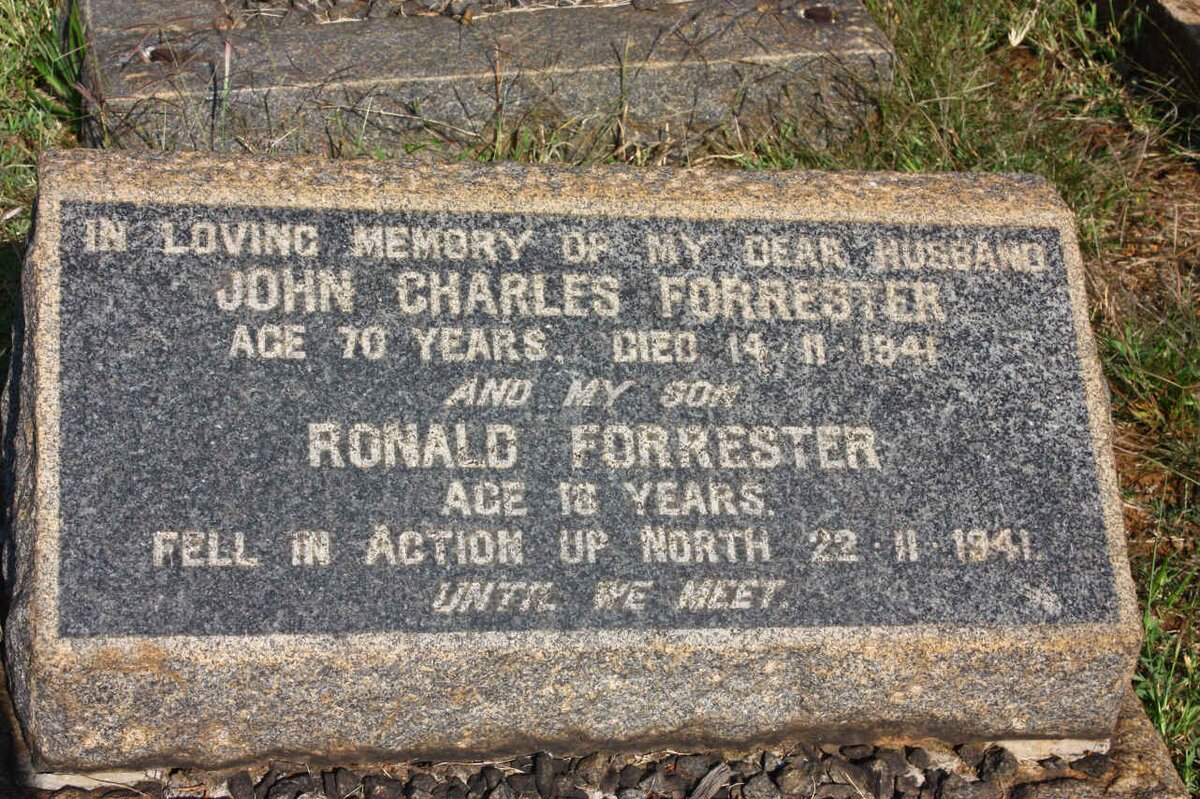 IN LOVING MEMORY OF MY DEAR HUSBAND
JOHN CHARLES FORRESTER
AGE 70 YEARS. DIED 14·11·1941
AND MY SON
RONALD FORRESTER
AGE YEARS.
FELL IN ACTION UP NORTH 22·11·1941.
UNTIL WE MEET.